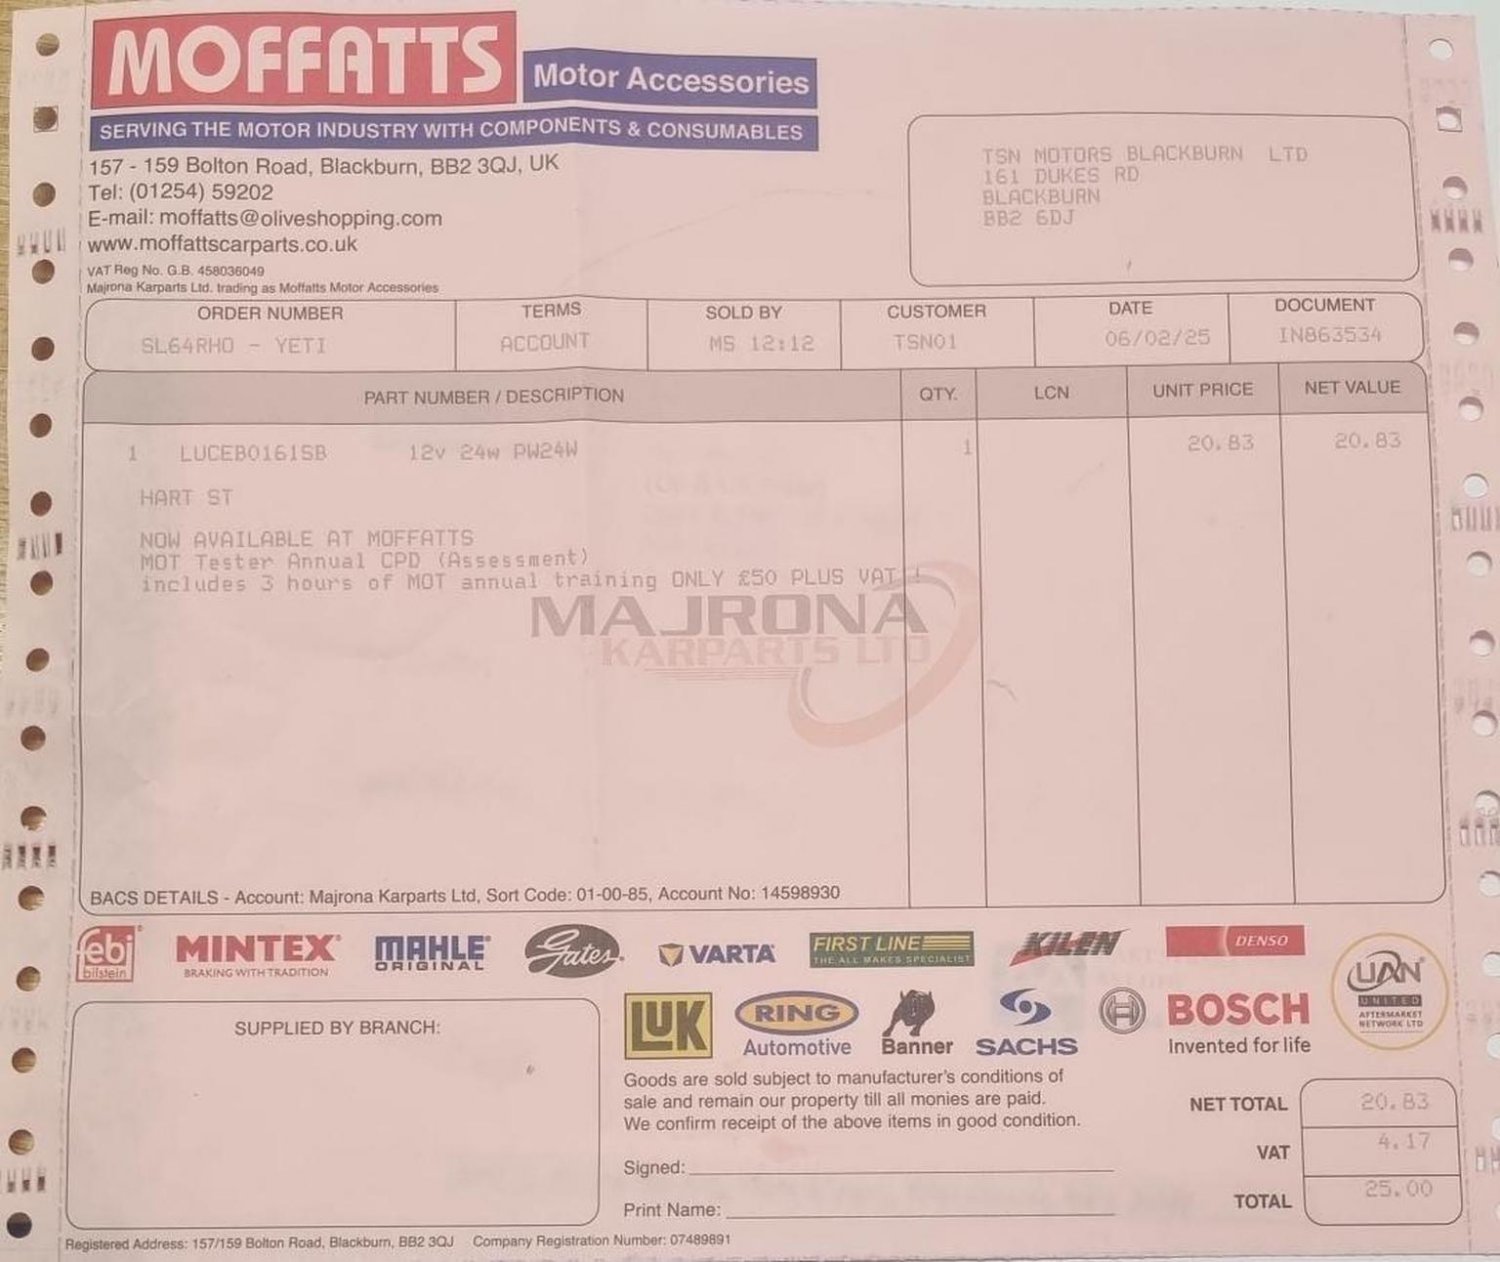 MOFFATTS
Motor Accessories
SERVING THE MOTOR INDUSTRY WITH COMPONENTS & CONSUMABLES
157 - 159 Bolton Road, Blackburn, BB2 3QJ, UK
Tel: (01254) 59202
E-mail: moffatts@oliveshopping.com
www.moffattscarparts.co.uk
VAT Reg No. G.B. 458036049
Majrona Karparts Ltd. trading as Moffatts Motor Accessories
TSN MOTORS BLACKBURN LTD
161 DUKES RD
BLACKBURN
BB2 6DJ
ORDER NUMBER TERMS SOLD BY CUSTOMER DATE DOCUMENT
SL64RHO - YETI ACCOUNT MS 12:12 TSN01 06/02/25 IN863534
PART NUMBER / DESCRIPTION QTY. LCN UNIT PRICE NET VALUE
1 LUCEB0161SB 12v 24w PW24W 1 20.83 20.83
HART ST
NOW AVAILABLE AT MOFFATTS
MOT Tester Annual CPD (Assessment)
includes 3 hours of MOT annual training ONLY £50 PLUS VAT !
MAJRONA
KARPARTS LTD
BACS DETAILS - Account: Majrona Karparts Ltd, Sort Code: 01-00-85, Account No: 14598930
febi
bilstein
MINTEX
BRAKING WITH TRADITION
MAHLE
ORIGINAL
Gates
VARTA
FIRST LINE
THE ALL MAKES SPECIALIST
KILEN
DENSO
UAN
UNITED
AFTERMARKET
NETWORK LTD
LUK
RING
Automotive
Banner
SACHS
BOSCH
Invented for life
SUPPLIED BY BRANCH:
Goods are sold subject to manufacturer's conditions of
sale and remain our property till all monies are paid.
We confirm receipt of the above items in good condition.
Signed:
Print Name:
NET TOTAL 20.83
VAT 4.17
TOTAL 25.00
Registered Address: 157/159 Bolton Road, Blackburn, BB2 3QJ Company Registration Number: 07489891